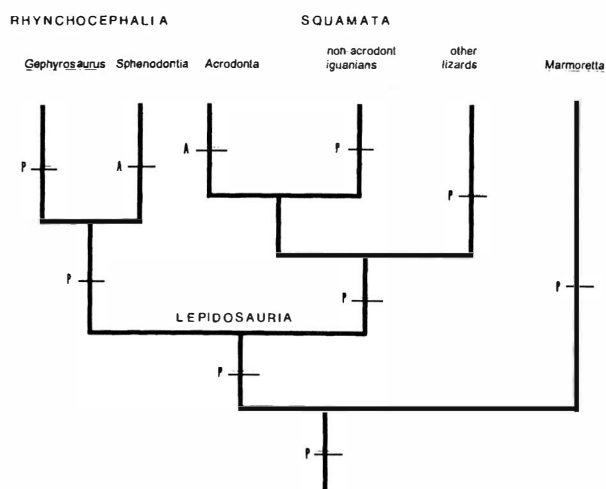 RHYNCHOCEPHALIA SQUAMATA
Gephyrosaurus Sphenodontia Acrodonta non acrodont iguanians other lizards Marmoretta
P A A P P
P P P
LEPIDOSAURIA
P
P